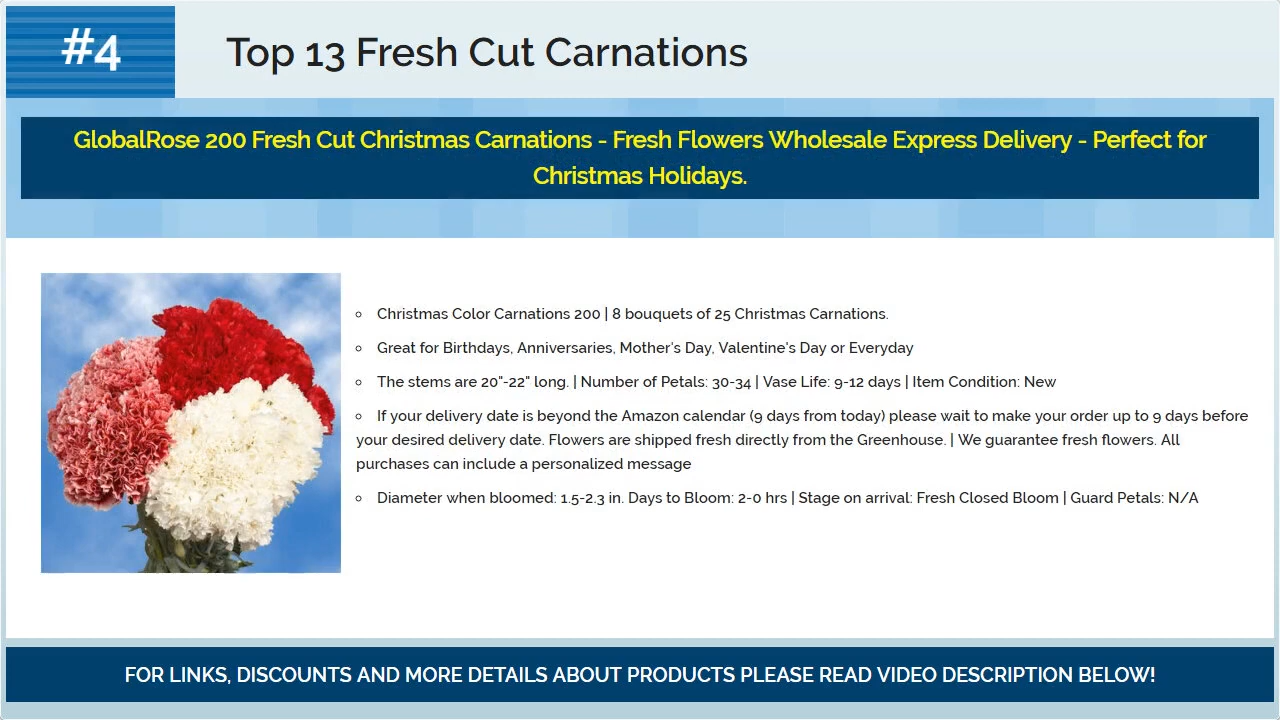 #4
Top 13 Fresh Cut Carnations
GlobalRose 200 Fresh Cut Christmas Carnations - Fresh Flowers Wholesale Express Delivery - Perfect for
Christmas Holidays.
Christmas Color Carnations 200 | 8 bouquets of 25 Christmas Carnations.
Great for Birthdays, Anniversaries, Mother's Day, Valentine's Day or Everyday
The stems are 20"-22" long. | Number of Petals: 30-34 | Vase Life: 9-12 days | Item Condition: New
If your delivery date is beyond the Amazon calendar (9 days from today) please wait to make your order up to 9 days before
your desired delivery date. Flowers are shipped fresh directly from the Greenhouse. | We guarantee fresh flowers. All
purchases can include a personalized message
Diameter when bloomed: 1.5-2.3 in. Days to Bloom: 2-0 hrs | Stage on arrival: Fresh Closed Bloom | Guard Petals: N/A
FOR LINKS, DISCOUNTS AND MORE DETAILS ABOUT PRODUCTS PLEASE READ VIDEO DESCRIPTION BELOW!